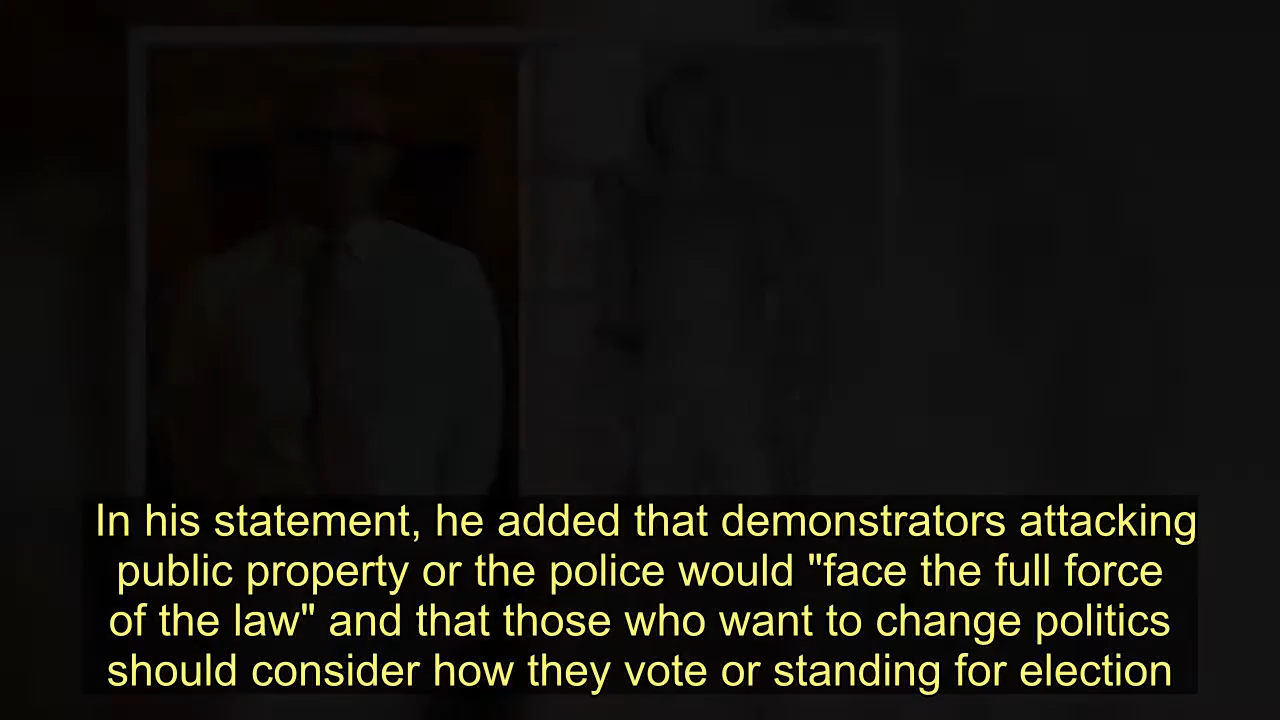 In his statement, he added that demonstrators attacking
public property or the police would "face the full force
of the law" and that those who want to change politics
should consider how they vote or standing for election